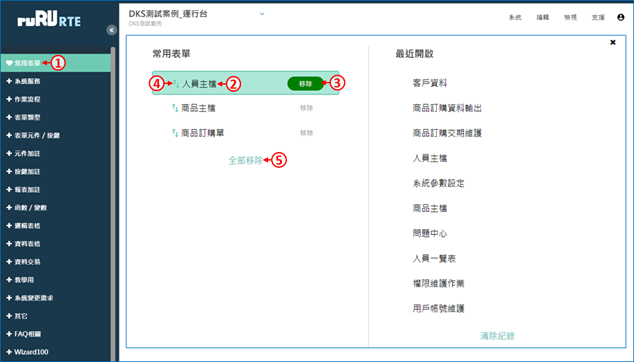 ruRU RTE
DKS測試案例_運行台
DKS測試案例
系統
編輯
檢視
支援
常用表單 1
系統服務
作業流程
表單類型
表單元件 / 按鍵
元件加註
按鍵加註
報表加註
函數 / 變數
邏輯表格
資料表格
資料交易
教學用
系統變更需求
其它
FAQ相關
Wizard100
常用表單
4 人員主檔 2 移除 3
商品主檔 移除
商品訂購單 移除
全部移除 5
最近開啟
客戶資料
商品訂購資料輸出
商品訂購交期維護
人員主檔
系統參數設定
商品主檔
問題中心
人員一覽表
權限維護作業
用戶帳號維護
清除紀錄